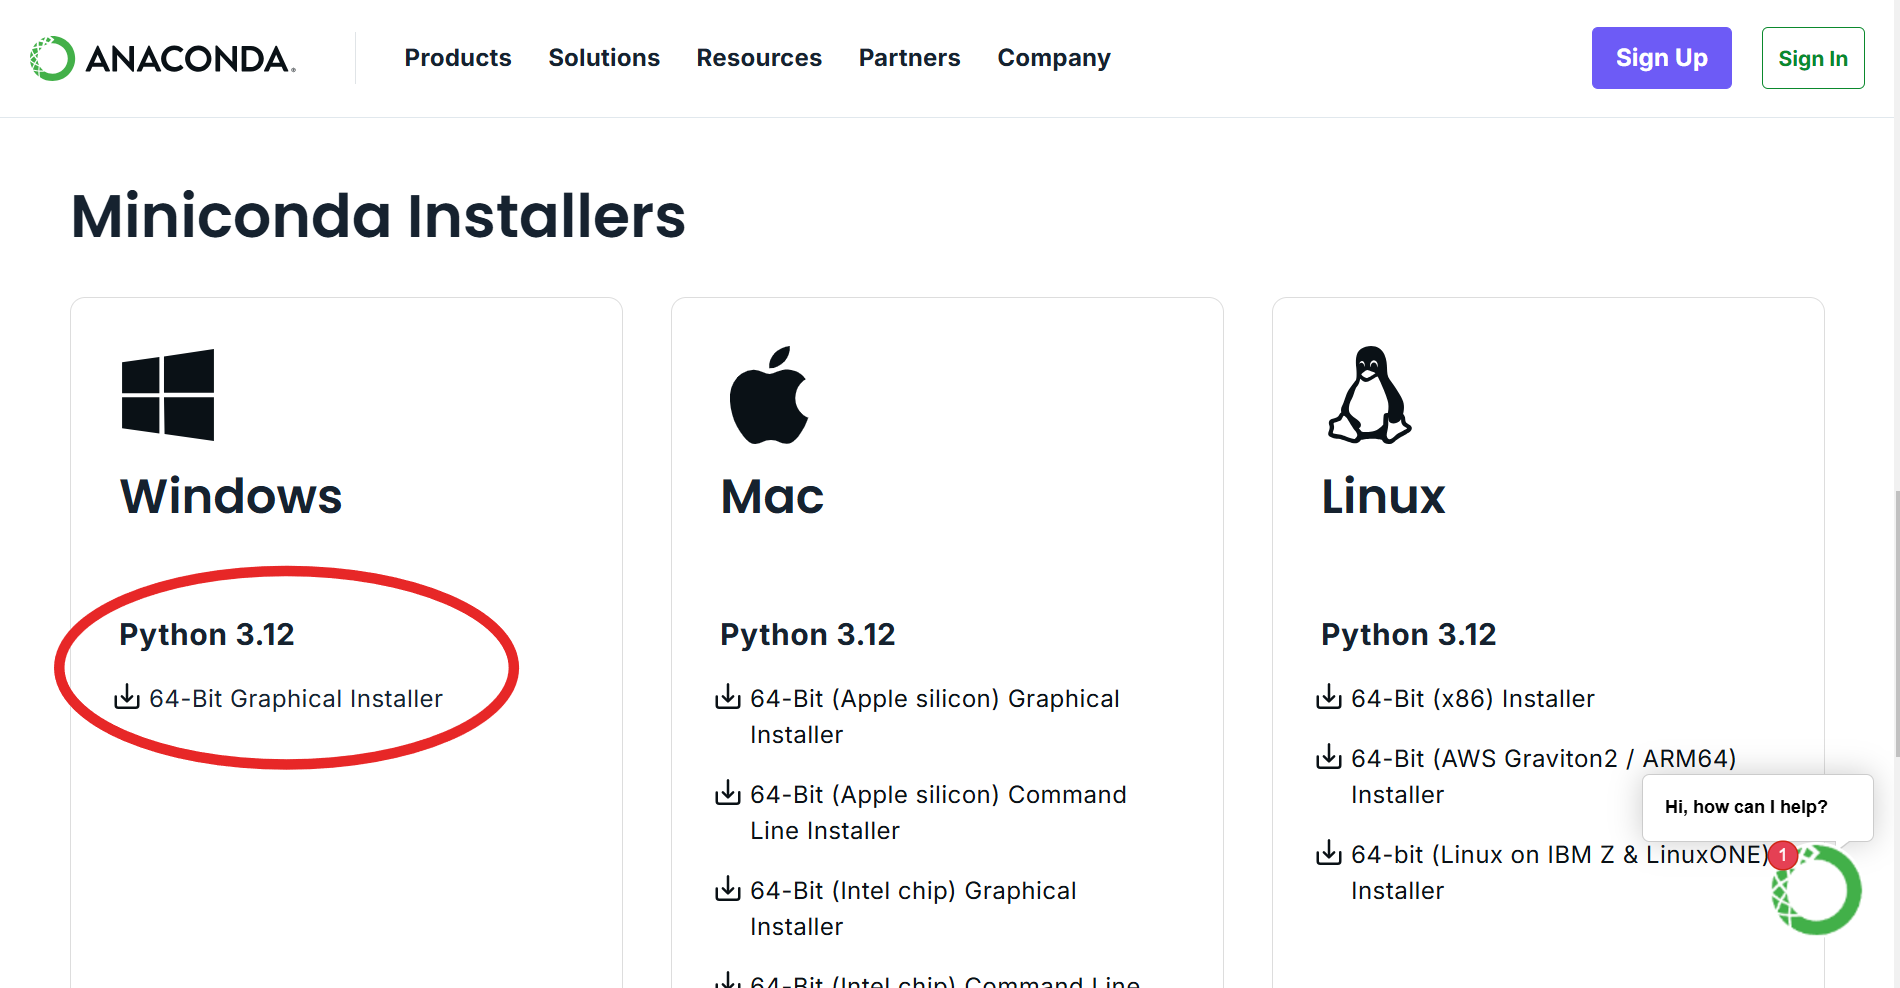 ANACONDA.
Products Solutions Resources Partners Company
Sign Up
Sign In
Miniconda Installers
Windows
Python 3.12
64-Bit Graphical Installer
Mac
Python 3.12
64-Bit (Apple silicon) Graphical
Installer
64-Bit (Apple silicon) Command
Line Installer
64-Bit (Intel chip) Graphical
Installer
64-Bit (Intel chip) Command Line
Linux
Python 3.12
64-Bit (x86) Installer
64-Bit (AWS Graviton2 / ARM64)
Installer
64-bit (Linux on IBM Z & LinuxONE)
Installer
Hi, how can I help?
1